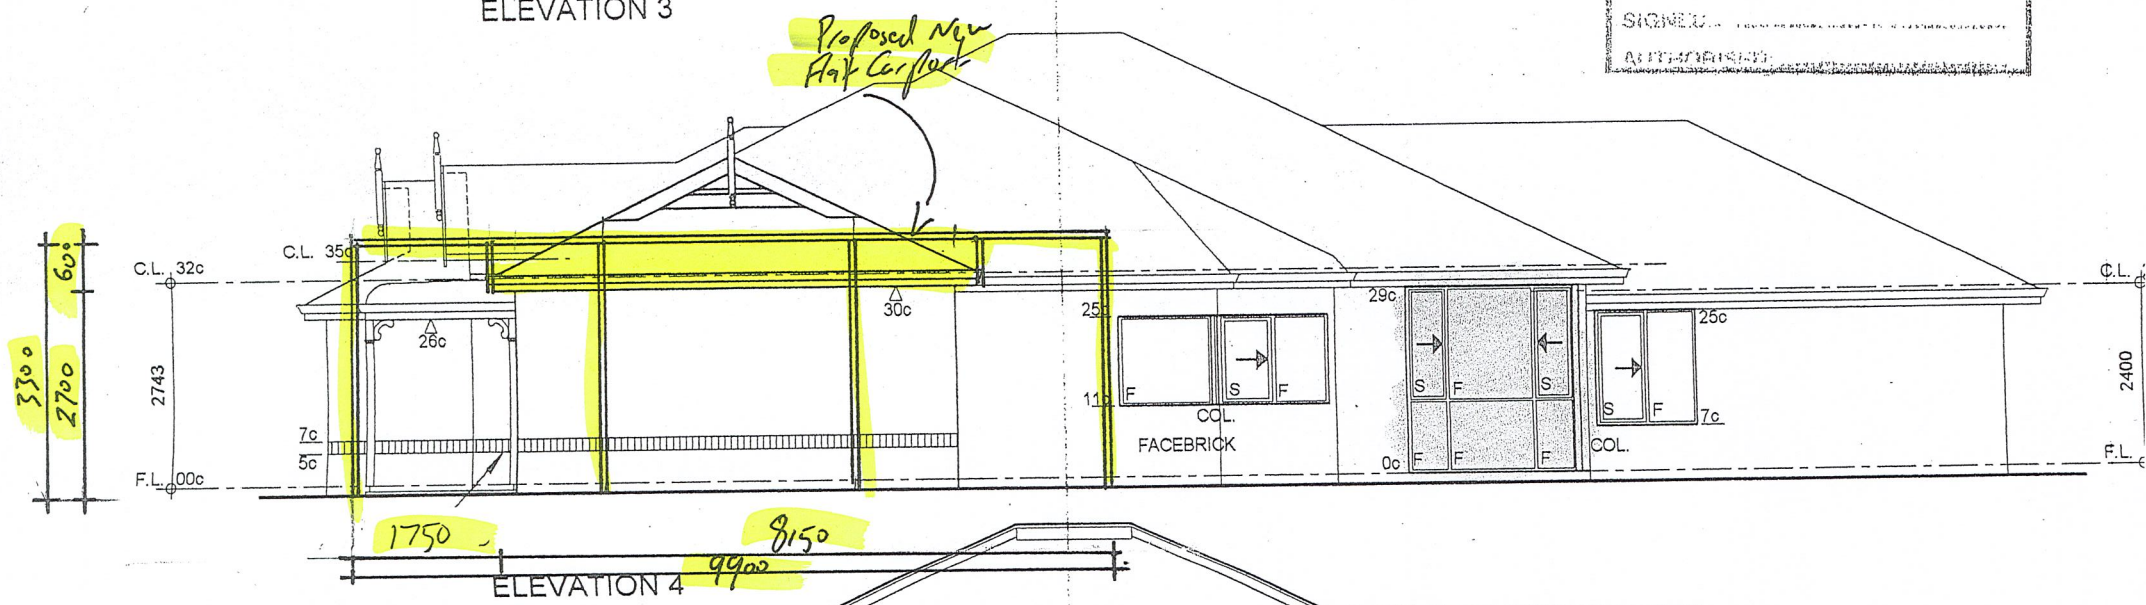 ELEVATION 3
Proposed New
Flat Carport
SIGNED:
AUTHORISED:
C.L. 35c
C.L. 32c
C.L.
600
3300
2700
2743
2400
26c
30c
25c
11c
29c
25c
F
S
F
S
F
S
S
F
7c
COL.
FACEBRICK
COL.
7c
5c
0c
F
F
F
F.L. 00c
F.L.
1750
8150
9900
ELEVATION 4